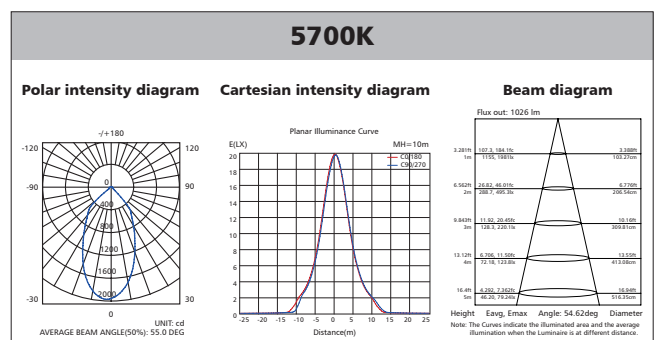 5700K
Polar intensity diagram
Cartesian intensity diagram
Beam diagram
-/+180
-120
120
-90
90
-30
30
0
0
400
800
1200
1600
2000
UNIT: cd
AVERAGE BEAM ANGLE(50%): 55.0 DEG
Planar Illuminance Curve
E(LX)
MH=10m
C0/180
C90/270
20
18
16
14
12
10
8
6
4
2
0
-25 -20 -15 -10 -5 0 5 10 15 20 25
Distance(m)
Flux out: 1026 lm
3.281ft 107.3, 184.1fc 3.388ft
1m 1155, 1981lx 103.27cm
6.562ft 26.82, 46.01fc 6.776ft
2m 288.7, 495.3lx 206.54cm
9.843ft 11.92, 20.45fc 10.16ft
3m 128.3, 220.1lx 309.81cm
13.12ft 6.706, 11.50fc 13.55ft
4m 72.18, 123.8lx 413.08cm
16.4ft 4.292, 7.362fc 16.94ft
5m 46.20, 79.24lx 516.35cm
Height Eavg, Emax Angle: 54.62deg Diameter
Note: The Curves indicate the illuminated area and the average
illumination when the Luminaire is at different distance.